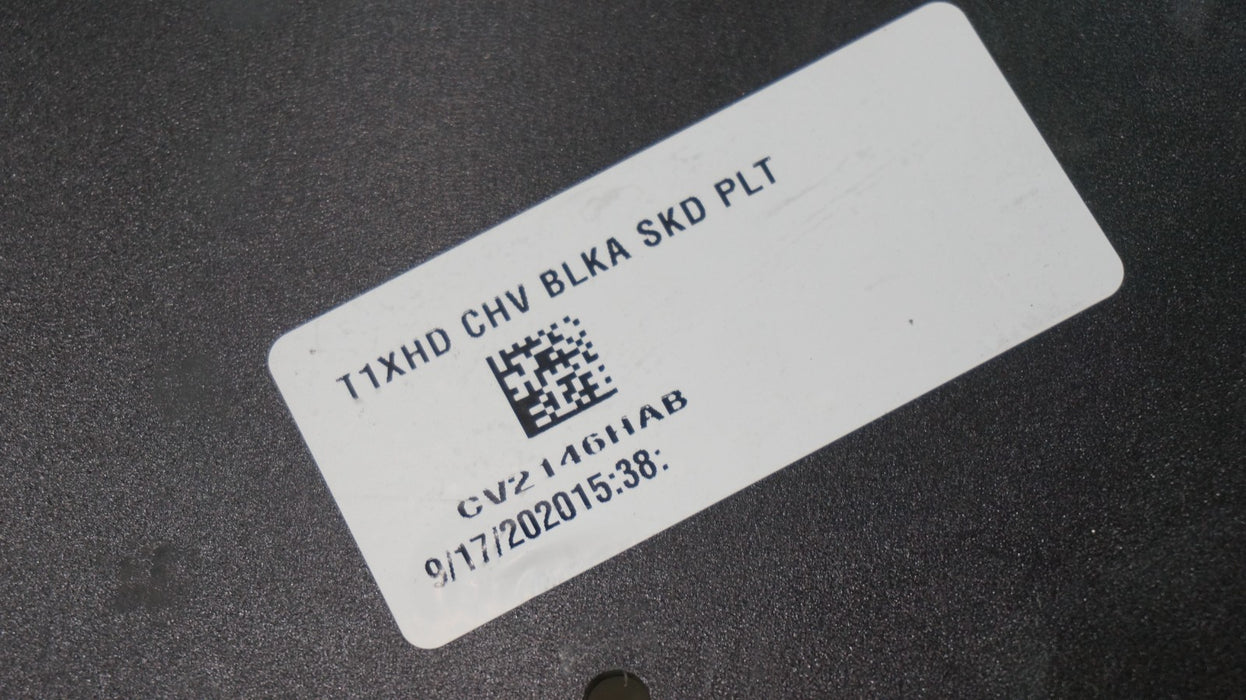 T1XHD CHV BLKA SKD PLT
CV2146HAB
9/17/202015:38: